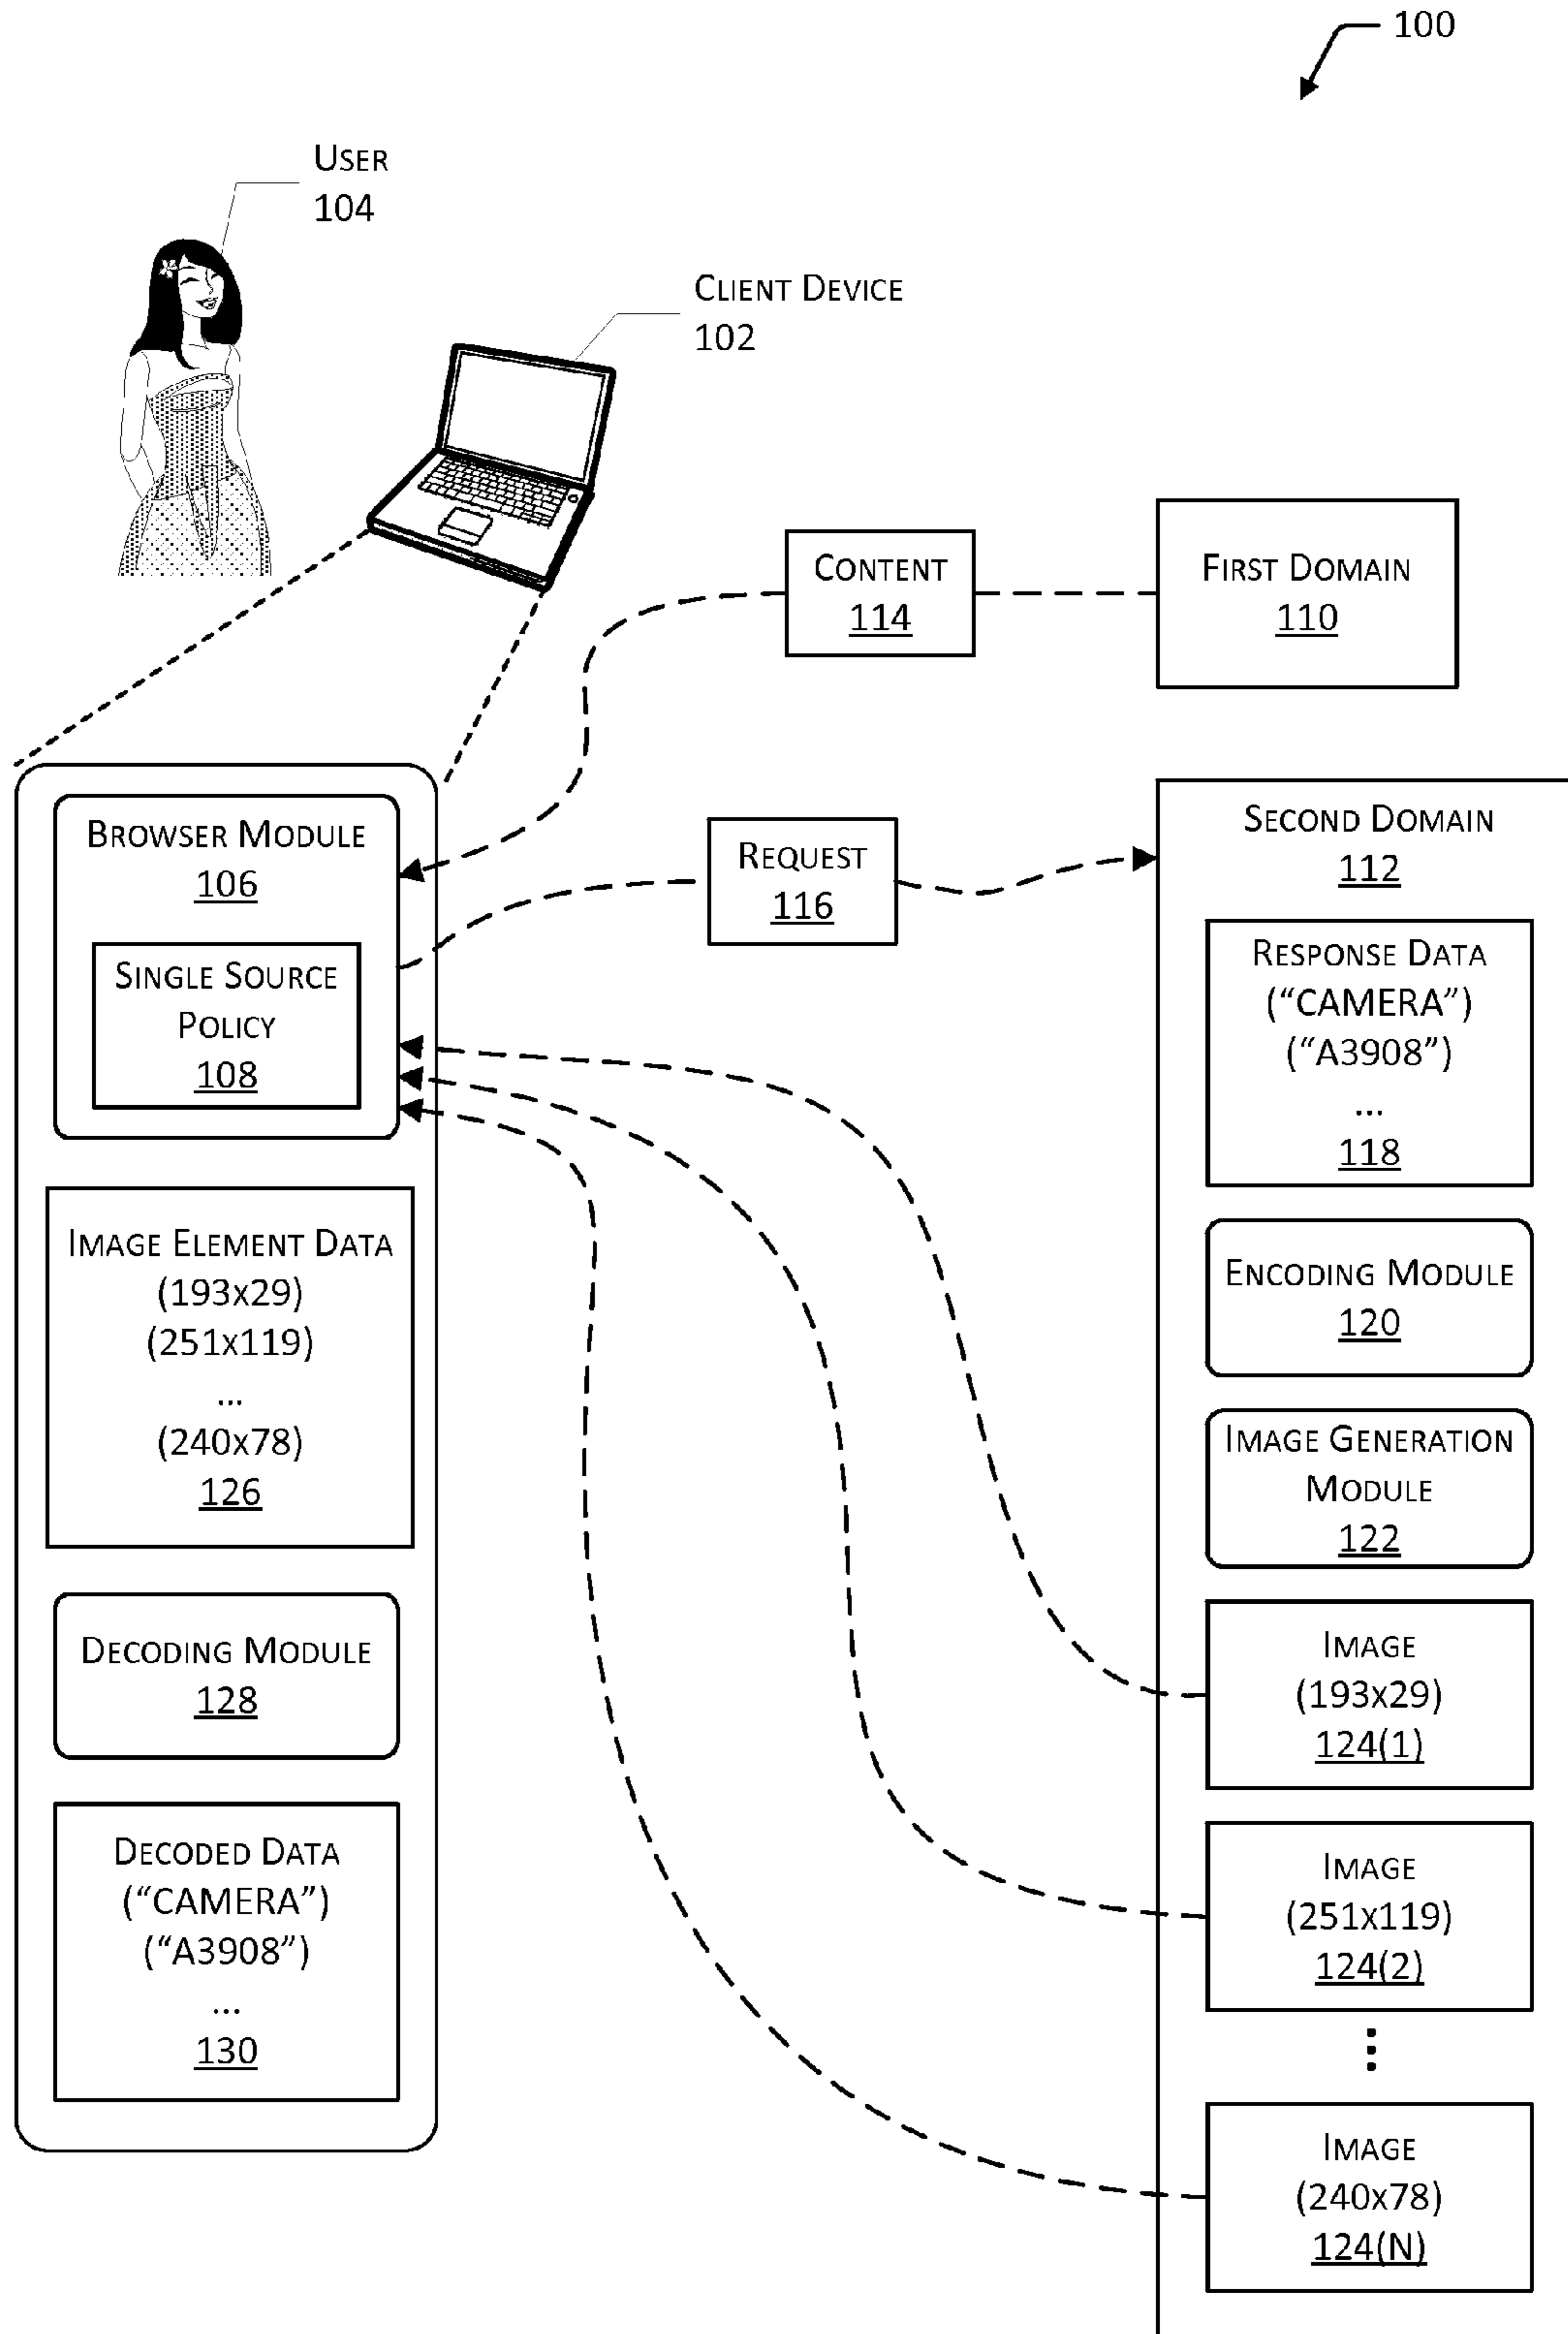 100
User
104
Client Device
102
Content
114
First Domain
110
Browser Module
106
Single Source
Policy
108
Request
116
Second Domain
112
Response Data
(“CAMERA”)
(“A3908”)
...
118
Image Element Data
(193x29)
(251x119)
...
(240x78)
126
Encoding Module
120
Image Generation
Module
122
Decoding Module
128
Image
(193x29)
124(1)
Decoded Data
(“CAMERA”)
(“A3908”)
...
130
Image
(251x119)
124(2)
Image
(240x78)
124(N)